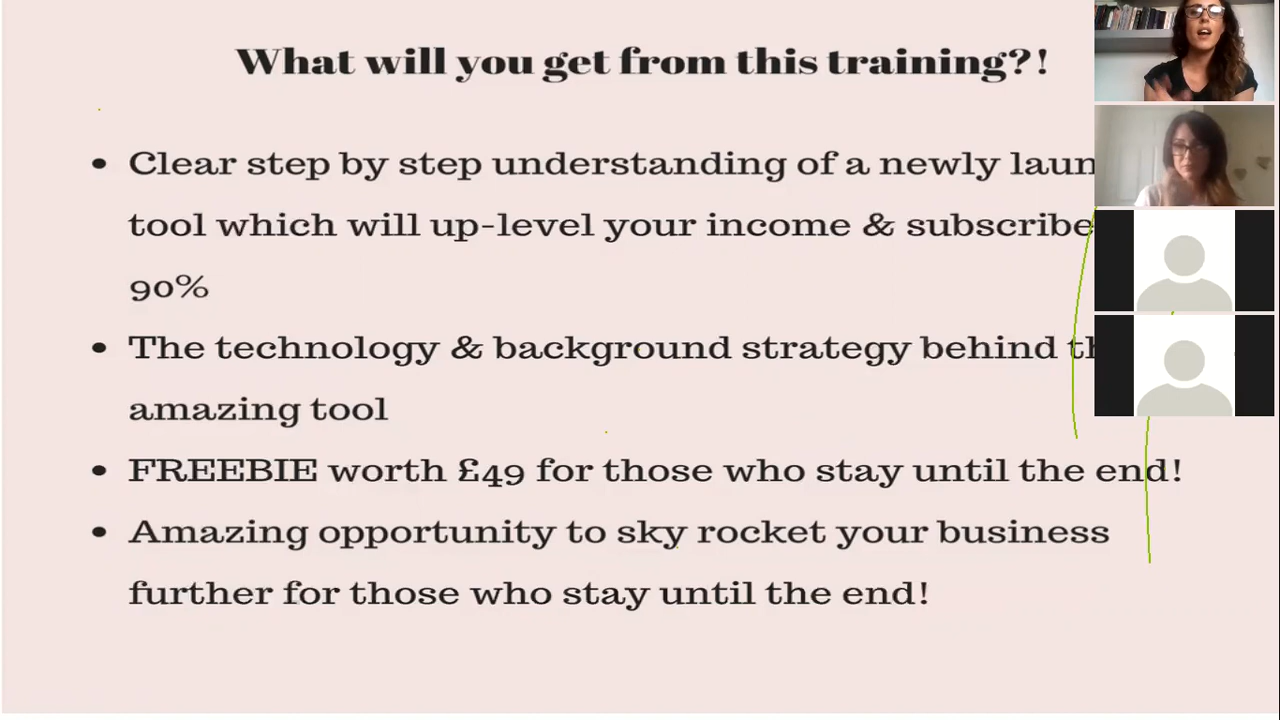 What will you get from this training?!
• Clear step by step understanding of a newly laun
tool which will up-level your income & subscribe
90%
• The technology & background strategy behind th
amazing tool
• FREEBIE worth £49 for those who stay until the end!
• Amazing opportunity to sky rocket your business
further for those who stay until the end!